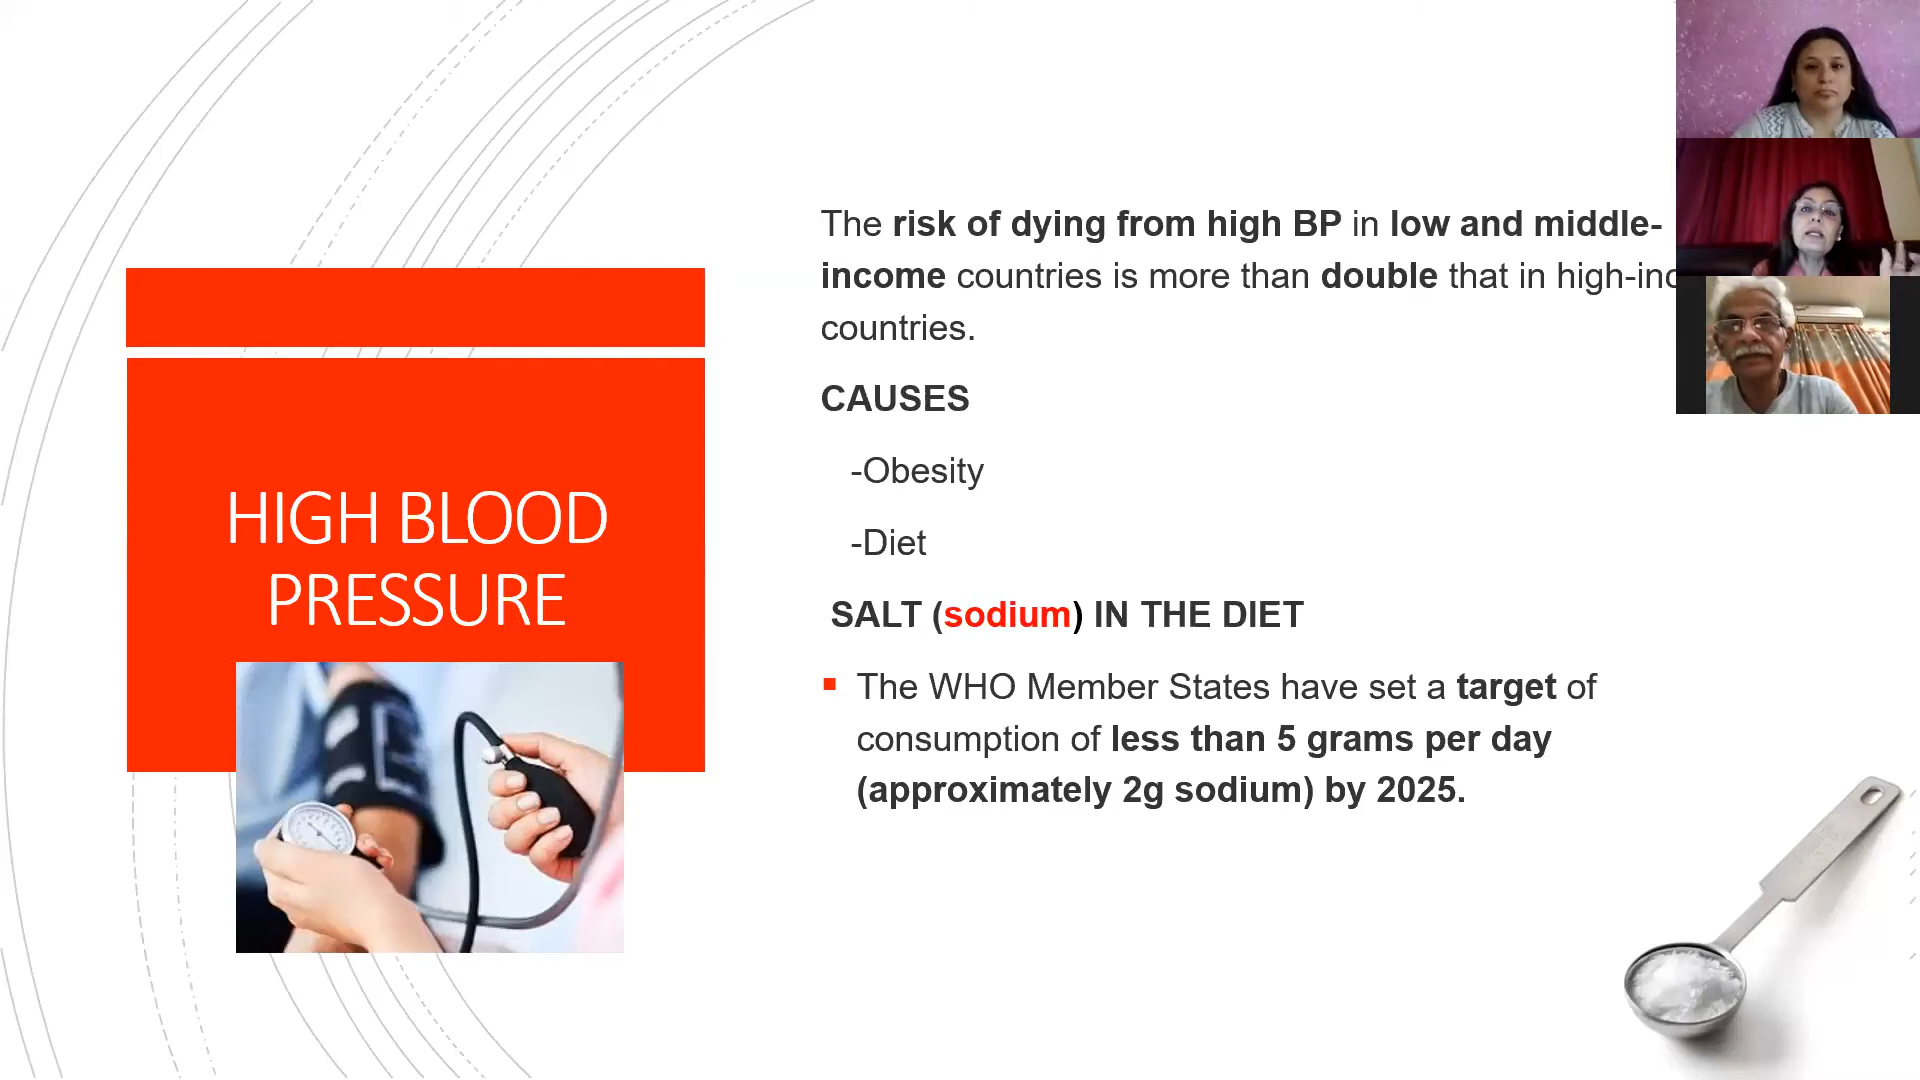 HIGH BLOOD
PRESSURE
The risk of dying from high BP in low and middle-
income countries is more than double that in high-inc
countries.
CAUSES
-Obesity
-Diet
SALT (sodium) IN THE DIET
The WHO Member States have set a target of
consumption of less than 5 grams per day
(approximately 2g sodium) by 2025.